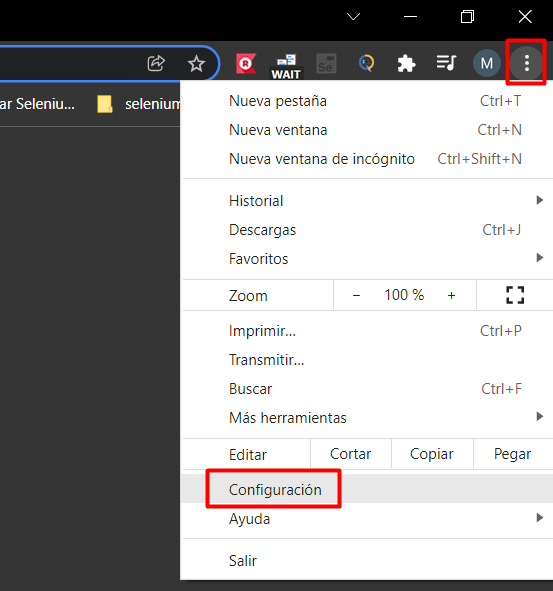 WAIT
Se
M
ar Seleniu...
selenium
Nueva pestaña Ctrl+T
Nueva ventana Ctrl+N
Nueva ventana de incógnito Ctrl+Shift+N
Historial
Descargas Ctrl+J
Favoritos
Zoom - 100 % +
Imprimir... Ctrl+P
Transmitir...
Buscar Ctrl+F
Más herramientas
Editar Cortar Copiar Pegar
Configuración
Ayuda
Salir